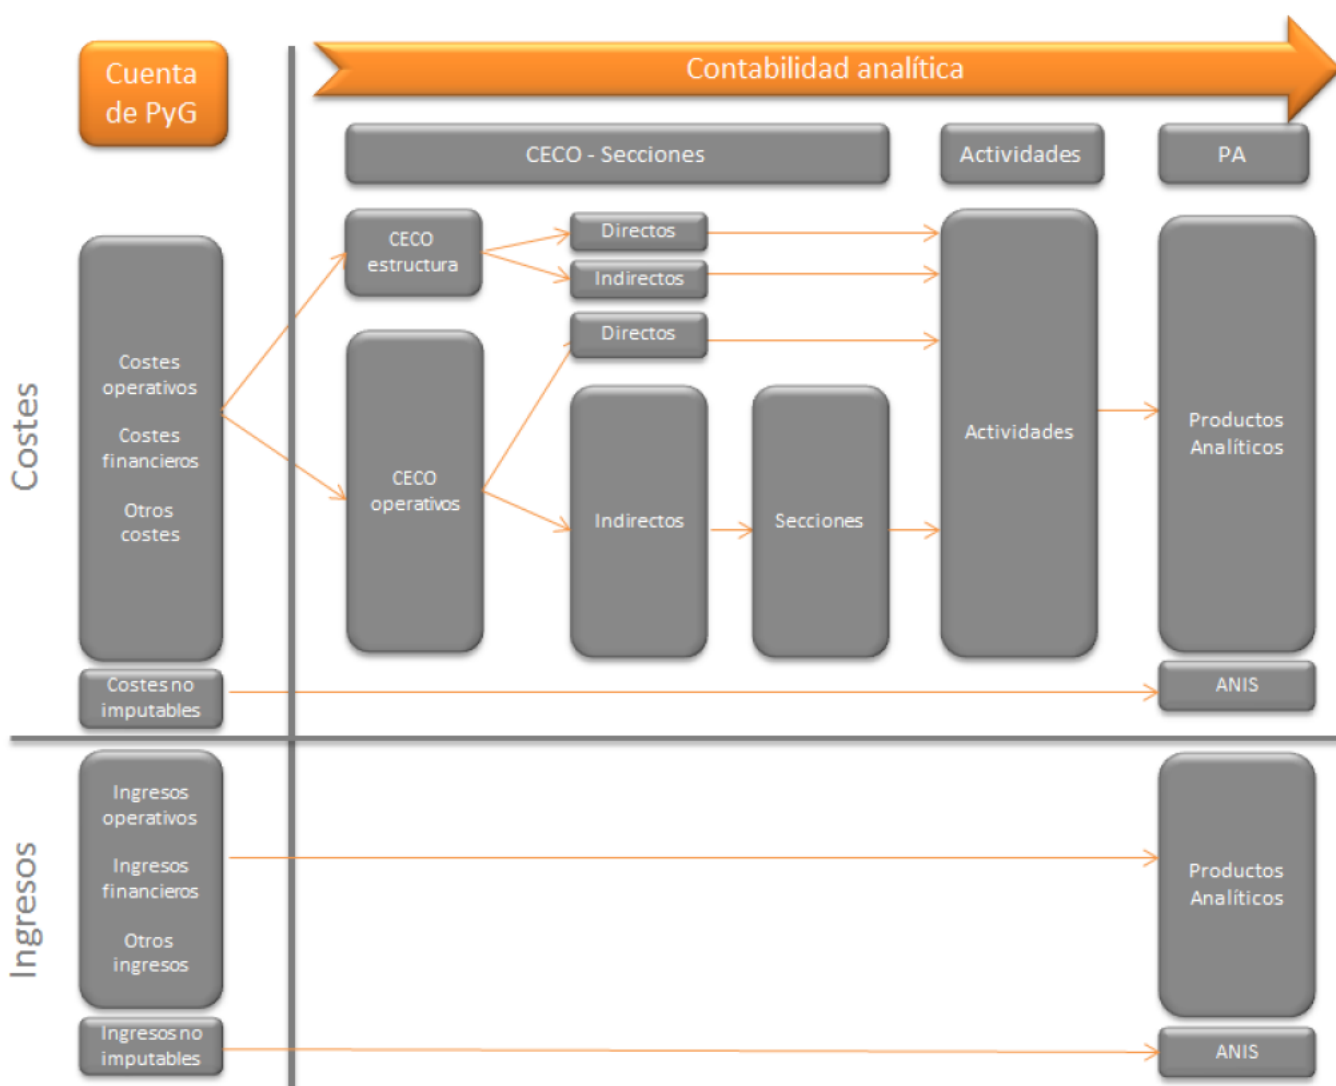 Cuenta
de PyG
Contabilidad analítica
CECO - Secciones
Actividades
PA
Costes
Costes
operativos
Costes
financieros
Otros
costes
CECO
estructura
Directos
Indirectos
Directos
CECO
operativos
Indirectos
Secciones
Actividades
Productos
Analíticos
Costes no
imputables
ANIS
Ingresos
Ingresos
operativos
Ingresos
financieros
Otros
ingresos
Productos
Analíticos
Ingresos no
imputables
ANIS